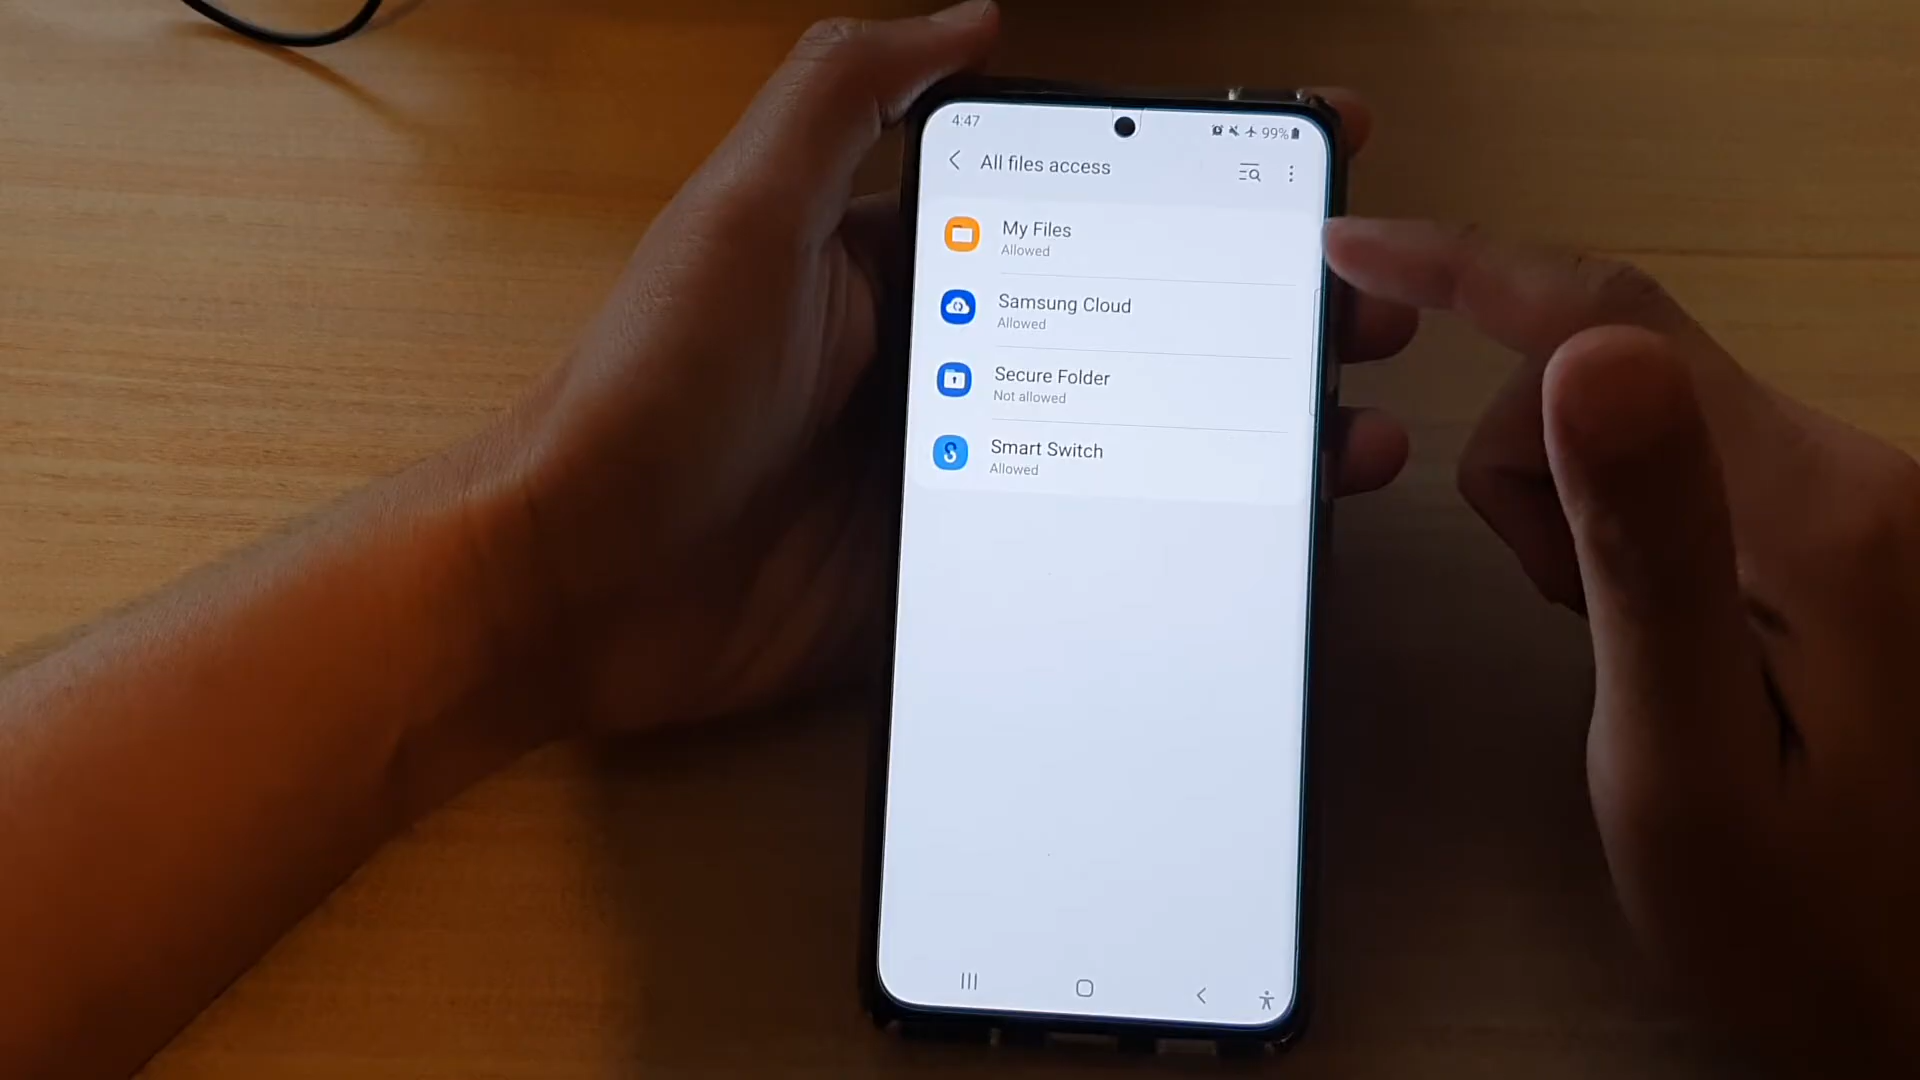 4:47
99%
All files access
My Files
Allowed
Samsung Cloud
Allowed
Secure Folder
Not allowed
Smart Switch
Allowed